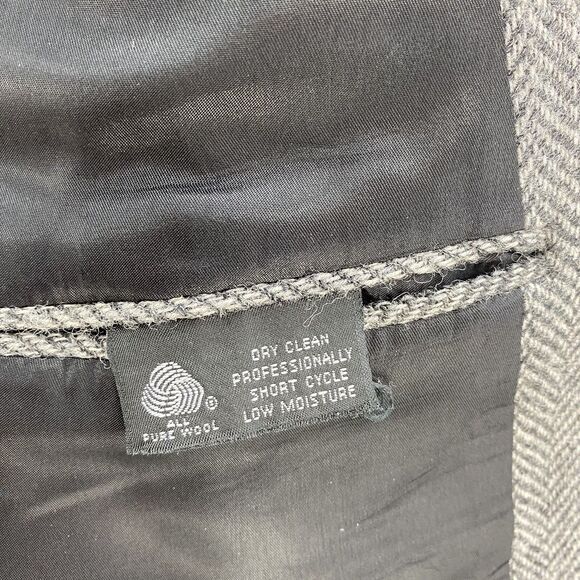 DRY CLEAN
PROFESSIONALLY
SHORT CYCLE
LOW MOISTURE
ALL
PURE WOOL